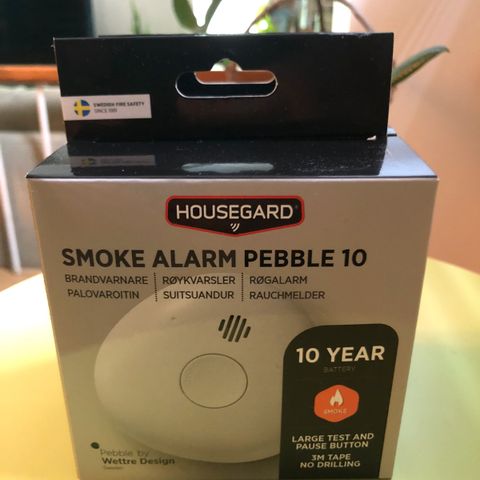 SWEDISH FIRE SAFETY
SINCE 1991
HOUSEGARD
SMOKE ALARM PEBBLE 10
BRANDVARNARE RØYKVARSLER RØGALARM
PALOVAROITIN SUITSUANDUR RAUCHMELDER
10 YEAR
BATTERY
SMOKE
LARGE TEST AND
PAUSE BUTTON
3M TAPE
NO DRILLING
Pebble by
Wettre Design
Sweden